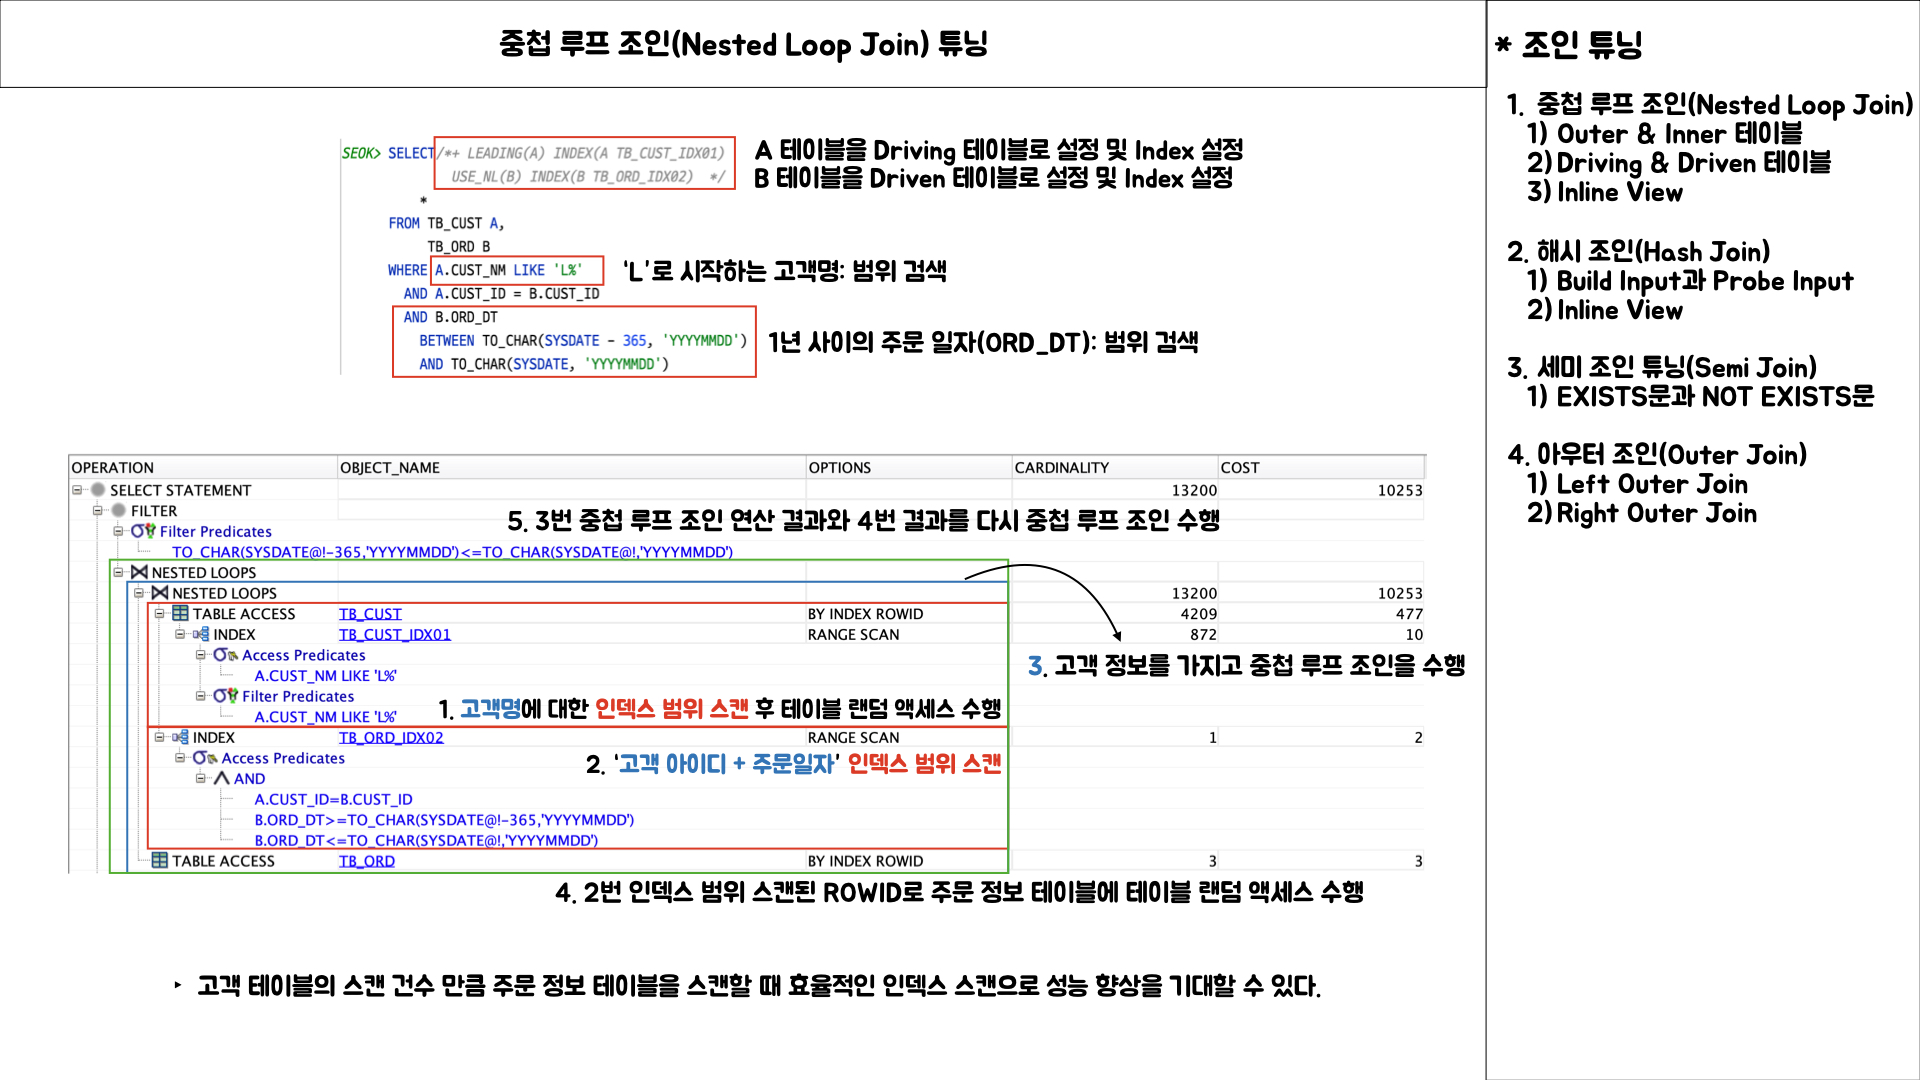 중첩 루프 조인(Nested Loop Join) 튜닝
SEOK> SELECT/*+ LEADING(A) INDEX(A TB_CUST_IDX01)
USE_NL(B) INDEX(B TB_ORD_IDX02) */
*
FROM TB_CUST A,
TB_ORD B
WHERE A.CUST_NM LIKE 'L%'
AND A.CUST_ID = B.CUST_ID
AND B.ORD_DT
BETWEEN TO_CHAR(SYSDATE - 365, 'YYYYMMDD')
AND TO_CHAR(SYSDATE, 'YYYYMMDD')
A 테이블을 Driving 테이블로 설정 및 Index 설정
B 테이블을 Driven 테이블로 설정 및 Index 설정
'L'로 시작하는 고객명: 범위 검색
1년 사이의 주문 일자(ORD_DT): 범위 검색
OPERATION OBJECT_NAME OPTIONS CARDINALITY COST
SELECT STATEMENT 13200 10253
FILTER
5. 3번 중첩 루프 조인 연산 결과와 4번 결과를 다시 중첩 루프 조인 수행
Filter Predicates
TO_CHAR(SYSDATE@!-365,'YYYYMMDD')<=TO_CHAR(SYSDATE@!,'YYYYMMDD')
NESTED LOOPS
NESTED LOOPS 13200 10253
TABLE ACCESS TB_CUST BY INDEX ROWID 4209 477
INDEX TB_CUST_IDX01 RANGE SCAN 872 10
Access Predicates
3. 고객 정보를 가지고 중첩 루프 조인을 수행
A.CUST_NM LIKE 'L%'
Filter Predicates
A.CUST_NM LIKE 'L%'
1. 고객명에 대한 인덱스 범위 스캔 후 테이블 랜덤 액세스 수행
INDEX TB_ORD_IDX02 RANGE SCAN 1 2
Access Predicates
2. '고객 아이디 + 주문일자' 인덱스 범위 스캔
AND
A.CUST_ID=B.CUST_ID
B.ORD_DT>=TO_CHAR(SYSDATE@!-365,'YYYYMMDD')
B.ORD_DT<=TO_CHAR(SYSDATE@!,'YYYYMMDD')
TABLE ACCESS TB_ORD BY INDEX ROWID 3 3
4. 2번 인덱스 범위 스캔된 ROWID로 주문 정보 테이블에 테이블 랜덤 액세스 수행
‣ 고객 테이블의 스캔 건수 만큼 주문 정보 테이블을 스캔할 때 효율적인 인덱스 스캔으로 성능 향상을 기대할 수 있다.
* 조인 튜닝
1. 중첩 루프 조인(Nested Loop Join)
1) Outer & Inner 테이블
2) Driving & Driven 테이블
3) Inline View
2. 해시 조인(Hash Join)
1) Build Input과 Probe Input
2) Inline View
3. 세미 조인 튜닝(Semi Join)
1) EXISTS문과 NOT EXISTS문
4. 아우터 조인(Outer Join)
1) Left Outer Join
2) Right Outer Join